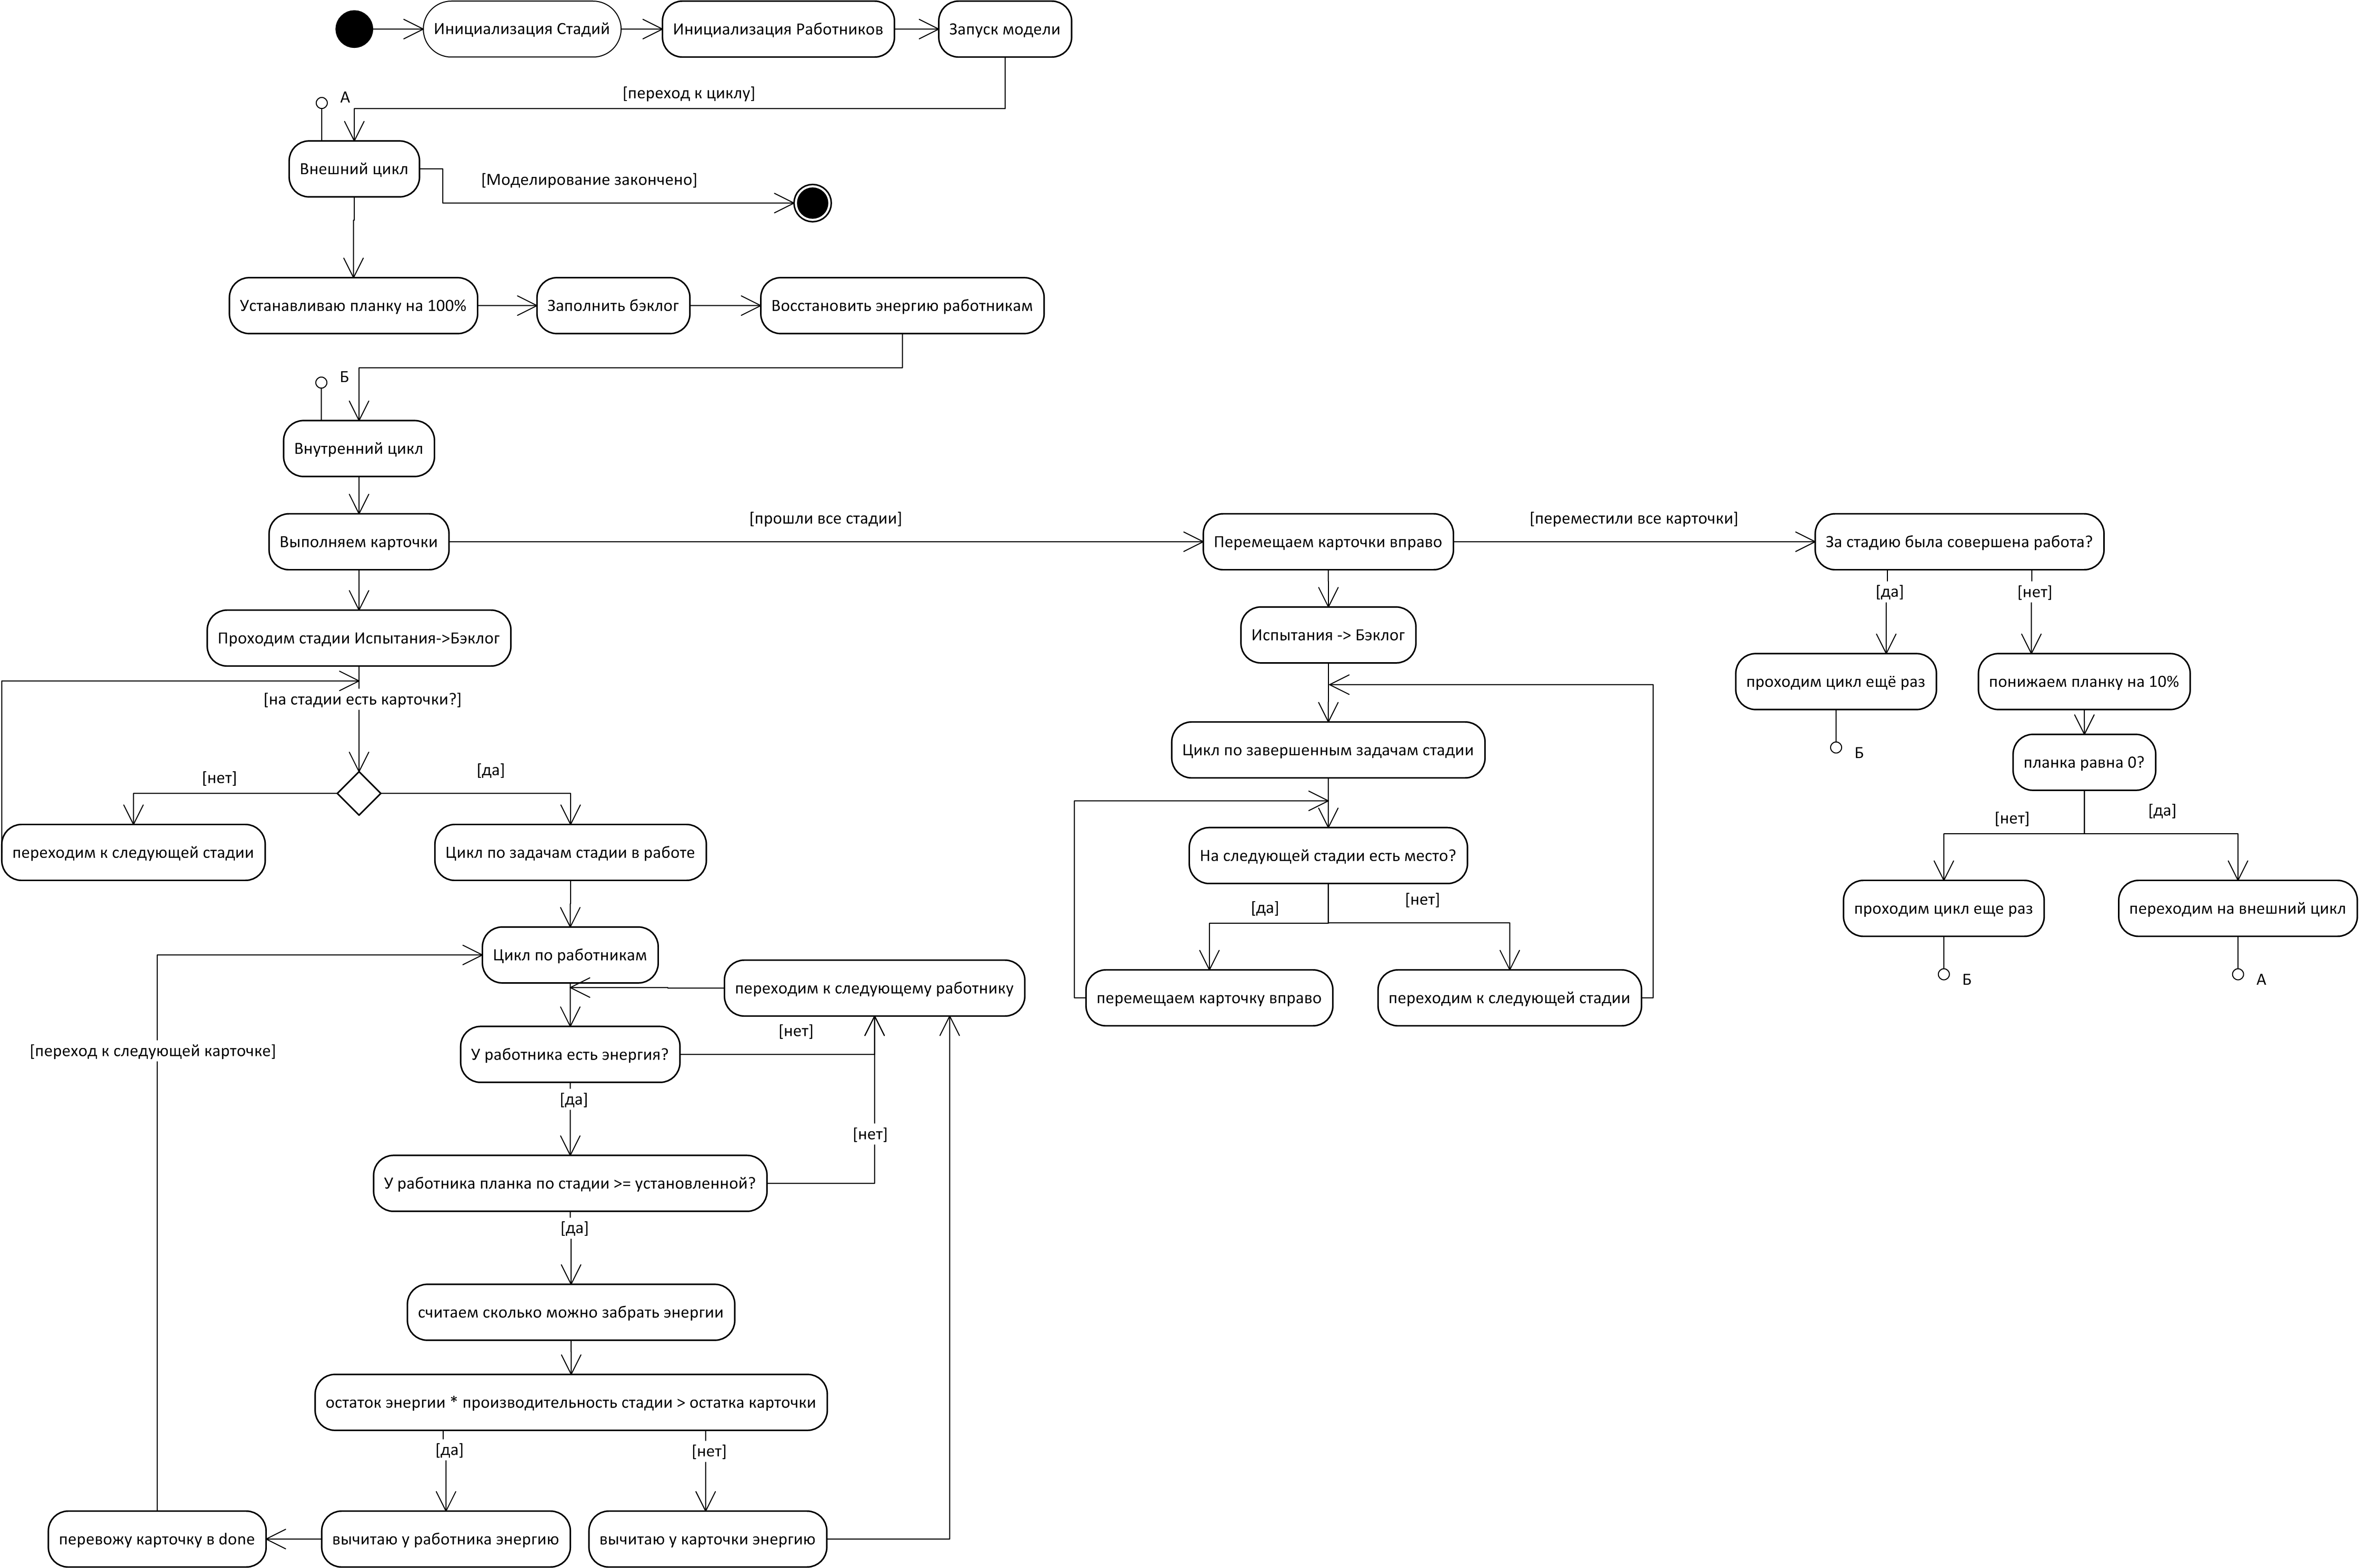 Инициализация Стадий
Инициализация Работников
Запуск модели
[переход к циклу]
А
Внешний цикл
[Моделирование закончено]
Устанавливаю планку на 100%
Заполнить бэклог
Восстановить энергию работникам
Б
Внутренний цикл
Выполняем карточки
[прошли все стадии]
Перемещаем карточки вправо
[переместили все карточки]
За стадию была совершена работа?
Проходим стадии Испытания->Бэклог
[на стадии есть карточки?]
[нет]
[да]
переходим к следующей стадии
Цикл по задачам стадии в работе
Цикл по работникам
переходим к следующему работнику
[нет]
У работника есть энергия?
[переход к следующей карточке]
[да]
[нет]
У работника планка по стадии >= установленной?
[да]
считаем сколько можно забрать энергии
остаток энергии * производительность стадии > остатка карточки
[да]
[нет]
перевожу карточку в done
вычитаю у работника энергию
вычитаю у карточки энергию
Испытания -> Бэклог
Цикл по завершенным задачам стадии
На следующей стадии есть место?
[да]
[нет]
перемещаем карточку вправо
переходим к следующей стадии
[да]
[нет]
проходим цикл ещё раз
Б
понижаем планку на 10%
планка равна 0?
[нет]
[да]
проходим цикл еще раз
переходим на внешний цикл
Б
А